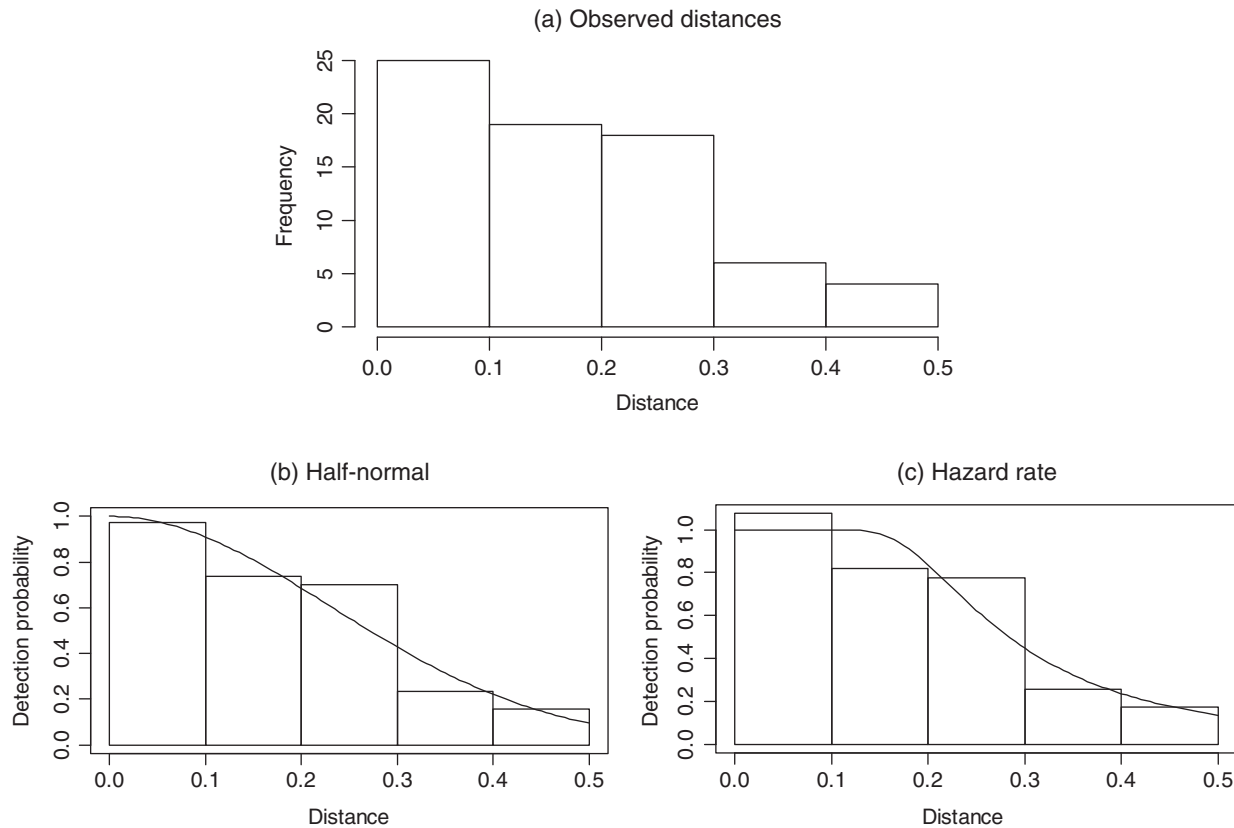 (a) Observed distances
25
20
15
10
5
0
Frequency
0.0 0.1 0.2 0.3 0.4 0.5
Distance
(b) Half-normal
1.0
0.8
0.6
0.4
0.2
0.0
Detection probability
0.0 0.1 0.2 0.3 0.4 0.5
Distance
(c) Hazard rate
1.0
0.8
0.6
0.4
0.2
0.0
Detection probability
0.0 0.1 0.2 0.3 0.4 0.5
Distance